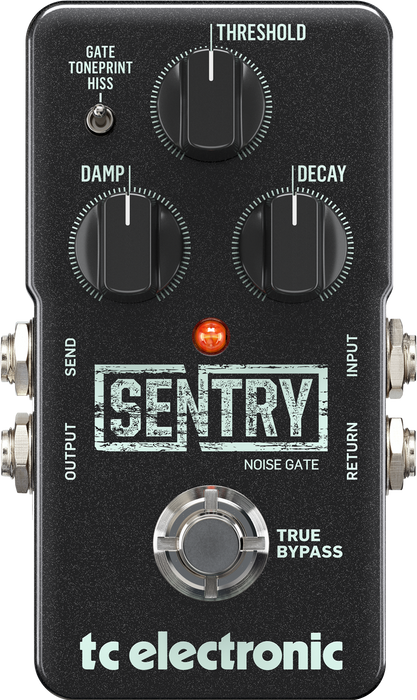 THRESHOLD
GATE
TONEPRINT
HISS
DAMP
DECAY
SEND
INPUT
SENTRY
OUTPUT
RETURN
NOISE GATE
TRUE
BYPASS
tc electronic